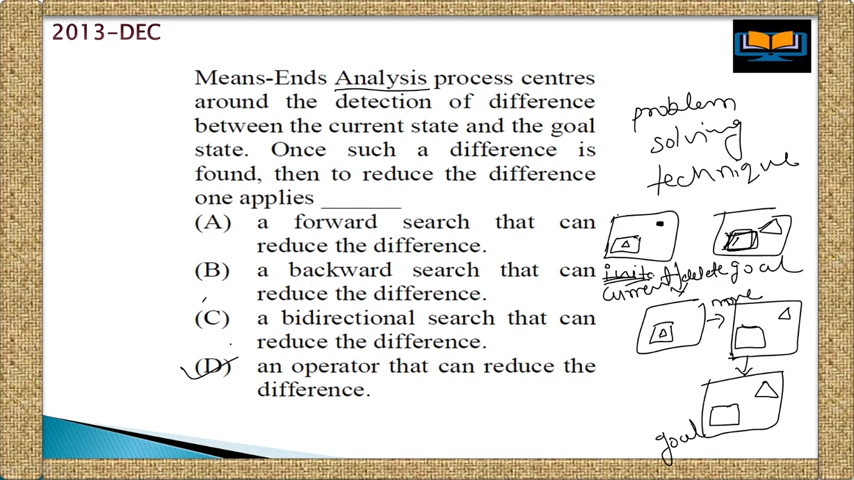 2013-DEC
Means-Ends Analysis process centres
around the detection of difference
between the current state and the goal
state. Once such a difference is
found, then to reduce the difference
one applies ________
(A) a forward search that can
reduce the difference.
(B) a backward search that can
reduce the difference.
(C) a bidirectional search that can
reduce the difference.
(D) an operator that can reduce the
difference.
problem
solving
technique
delete goal
current
move
goal